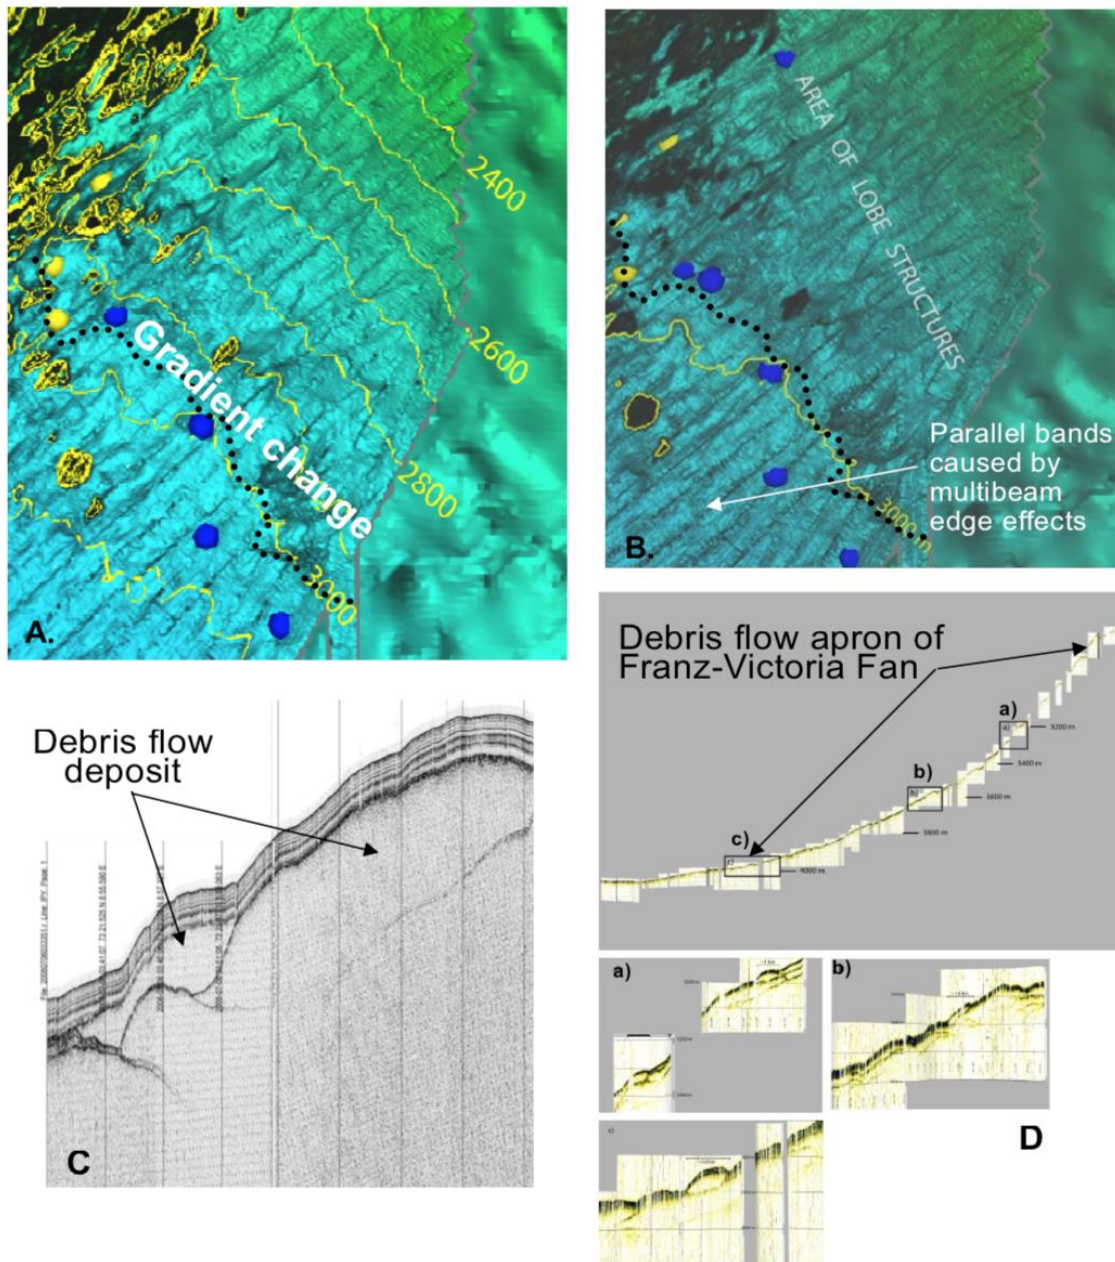 2400
2600
2800
3000
Gradient change
A.
AREA OF LOBE STRUCTURES
Parallel bands
caused by
multibeam
edge effects
3000 m
B.
Debris flow
deposit
C
Debris flow apron of
Franz-Victoria Fan
a)
a)
3400 m
b)
b)
3600 m
3800 m
c)
c)
4000 m
a)
b)
c)
D